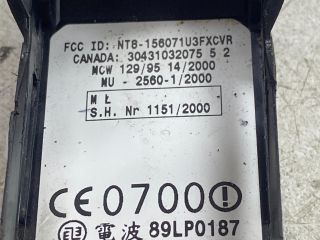 FCC ID: NT8-156071U3FXCVR
CANADA: 30431032075 5 2
MCW 129/95 14/2000
MU - 2560-1/2000
M Ł
S.H. Nr 1151/2000
CE0700
電波 89LP0187